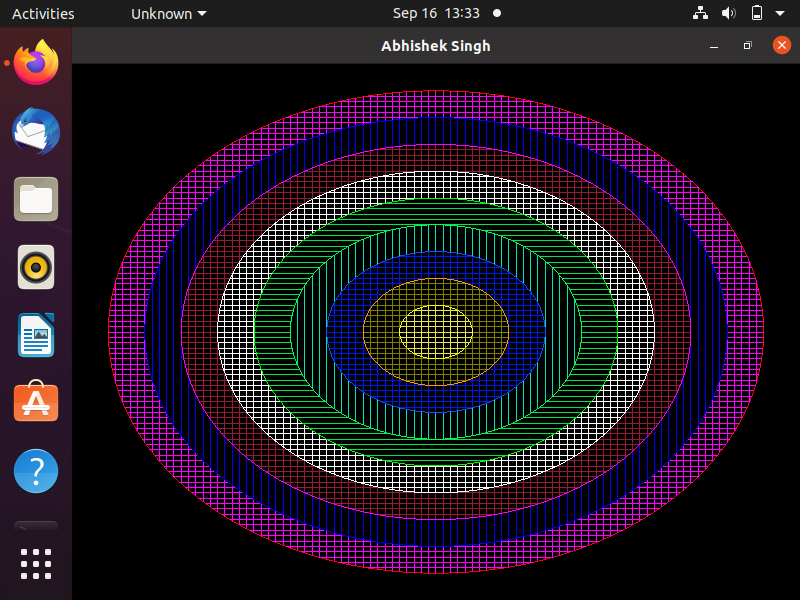 Activities
Unknown
Sep 16 13:33
Abhishek Singh
?